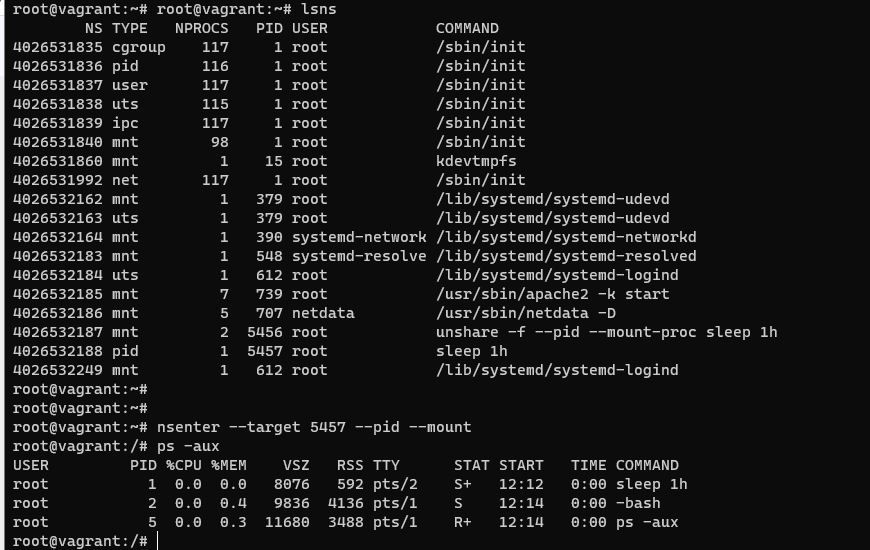 root@vagrant:~# root@vagrant:~# lsns
        NS TYPE   NPROCS   PID USER            COMMAND
4026531835 cgroup    117     1 root            /sbin/init
4026531836 pid       116     1 root            /sbin/init
4026531837 user      117     1 root            /sbin/init
4026531838 uts       115     1 root            /sbin/init
4026531839 ipc       117     1 root            /sbin/init
4026531840 mnt        98     1 root            /sbin/init
4026531860 mnt         1    15 root            kdevtmpfs
4026531992 net       117     1 root            /sbin/init
4026532162 mnt         1   379 root            /lib/systemd/systemd-udevd
4026532163 uts         1   379 root            /lib/systemd/systemd-udevd
4026532164 mnt         1   390 systemd-network /lib/systemd/systemd-networkd
4026532183 mnt         1   548 systemd-resolve /lib/systemd/systemd-resolved
4026532184 uts         1   612 root            /lib/systemd/systemd-logind
4026532185 mnt         7   739 root            /usr/sbin/apache2 -k start
4026532186 mnt         5   707 netdata         /usr/sbin/netdata -D
4026532187 mnt         2  5456 root            unshare -f --pid --mount-proc sleep 1h
4026532188 pid         1  5457 root            sleep 1h
4026532249 mnt         1   612 root            /lib/systemd/systemd-logind
root@vagrant:~#
root@vagrant:~#
root@vagrant:~# nsenter --target 5457 --pid --mount
root@vagrant:/# ps -aux
USER         PID %CPU %MEM    VSZ   RSS TTY      STAT START   TIME COMMAND
root           1  0.0  0.0   8076   592 pts/2    S+   12:12   0:00 sleep 1h
root           2  0.0  0.4   9836  4136 pts/1    S    12:14   0:00 -bash
root           5  0.0  0.3  11680  3488 pts/1    R+   12:14   0:00 ps -aux
root@vagrant:/#